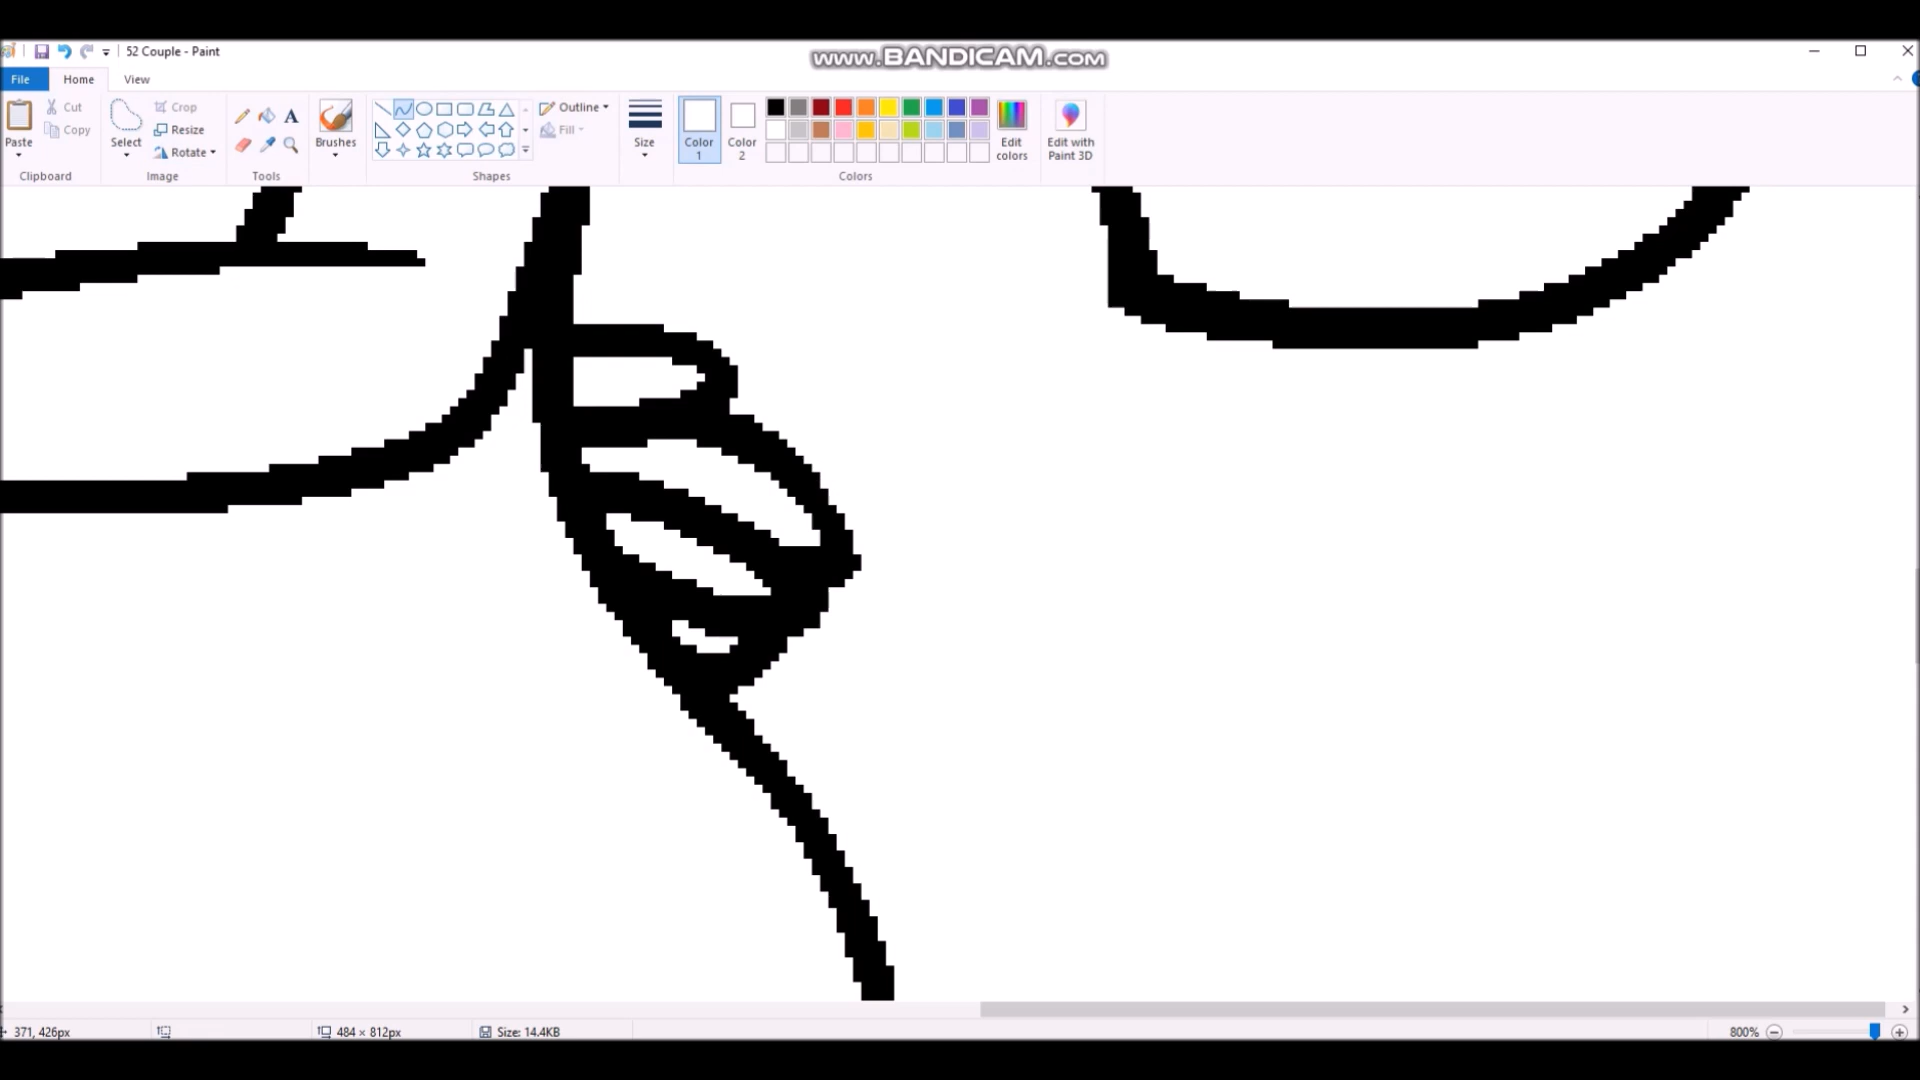 52 Couple - Paint
www.BANDICAM.com
File
Home
View
Paste
Cut
Copy
Clipboard
Select
Crop
Resize
Rotate
Image
A
Tools
Brushes
Outline
Fill
Shapes
Size
Color
1
Color
2
Edit
colors
Colors
Edit with
Paint 3D
371, 426px
484 × 812px
Size: 14.4KB
800%